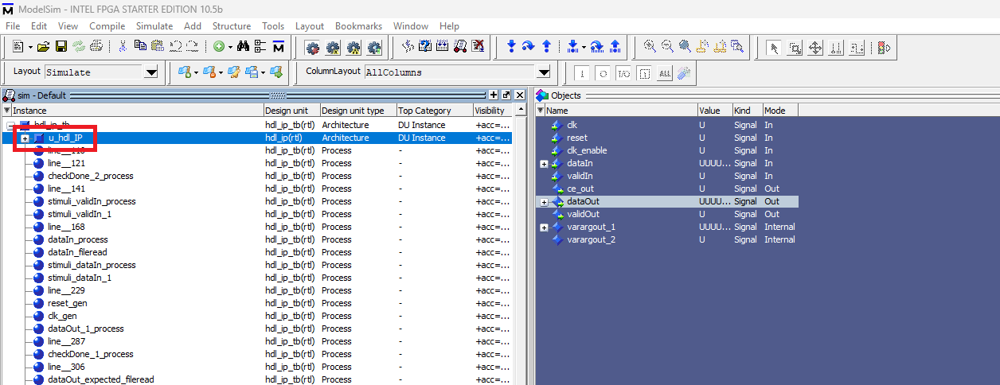 ModelSim - INTEL FPGA STARTER EDITION 10.5b
File Edit View Compile Simulate Add Structure Tools Layout Bookmarks Window Help
Layout Simulate ColumnLayout AllColumns
sim - Default
Instance Design unit Design unit type Top Category Visibility
hdl_ip_tb hdl_ip_tb(rtl) Architecture DU Instance +acc=...
u_hdl_IP hdl_ip(rtl) Architecture DU Instance +acc=...
line__110 hdl_ip_tb(rtl) Process - +acc=...
line__121 hdl_ip_tb(rtl) Process - +acc=...
checkDone_2_process hdl_ip_tb(rtl) Process - +acc=...
line__141 hdl_ip_tb(rtl) Process - +acc=...
stimuli_validIn_process hdl_ip_tb(rtl) Process - +acc=...
stimuli_validIn_1 hdl_ip_tb(rtl) Process - +acc=...
line__168 hdl_ip_tb(rtl) Process - +acc=...
dataIn_process hdl_ip_tb(rtl) Process - +acc=...
dataIn_fileread hdl_ip_tb(rtl) Process - +acc=...
stimuli_dataIn_process hdl_ip_tb(rtl) Process - +acc=...
stimuli_dataIn_1 hdl_ip_tb(rtl) Process - +acc=...
line__229 hdl_ip_tb(rtl) Process - +acc=...
reset_gen hdl_ip_tb(rtl) Process - +acc=...
clk_gen hdl_ip_tb(rtl) Process - +acc=...
dataOut_1_process hdl_ip_tb(rtl) Process - +acc=...
line__287 hdl_ip_tb(rtl) Process - +acc=...
checkDone_1_process hdl_ip_tb(rtl) Process - +acc=...
line__306 hdl_ip_tb(rtl) Process - +acc=...
dataOut_expected_fileread hdl_ip_tb(rtl) Process - +acc=...
Objects
Name Value Kind Mode
clk U Signal In
reset U Signal In
clk_enable U Signal In
dataIn UUUU... Signal In
validIn U Signal In
ce_out U Signal Out
dataOut UUUU... Signal Out
validOut U Signal Out
varargout_1 UUUU... Signal Internal
varargout_2 U Signal Internal